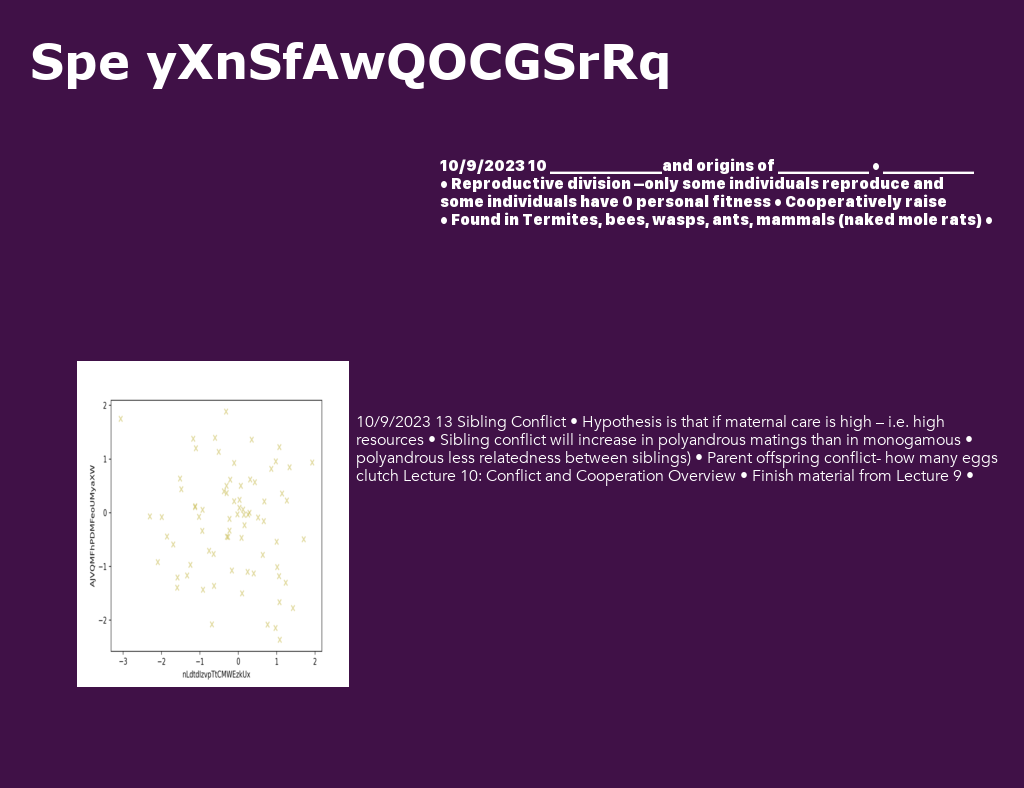 Spe yXnSfAwQOCGSrRq
10/9/2023 10 ______________and origins of ___________ • ___________
• Reproductive division –only some individuals reproduce and
some individuals have 0 personal fitness • Cooperatively raise
• Found in Termites, bees, wasps, ants, mammals (naked mole rats) •
10/9/2023 13 Sibling Conflict • Hypothesis is that if maternal care is high – i.e. high
resources • Sibling conflict will increase in polyandrous matings than in monogamous •
polyandrous less relatedness between siblings) • Parent offspring conflict- how many eggs
clutch Lecture 10: Conflict and Cooperation Overview • Finish material from Lecture 9 •
2
1
0
−1
−2
−3 −2 −1 0 1 2
nLdtdlzvpTtCMWEzkUx